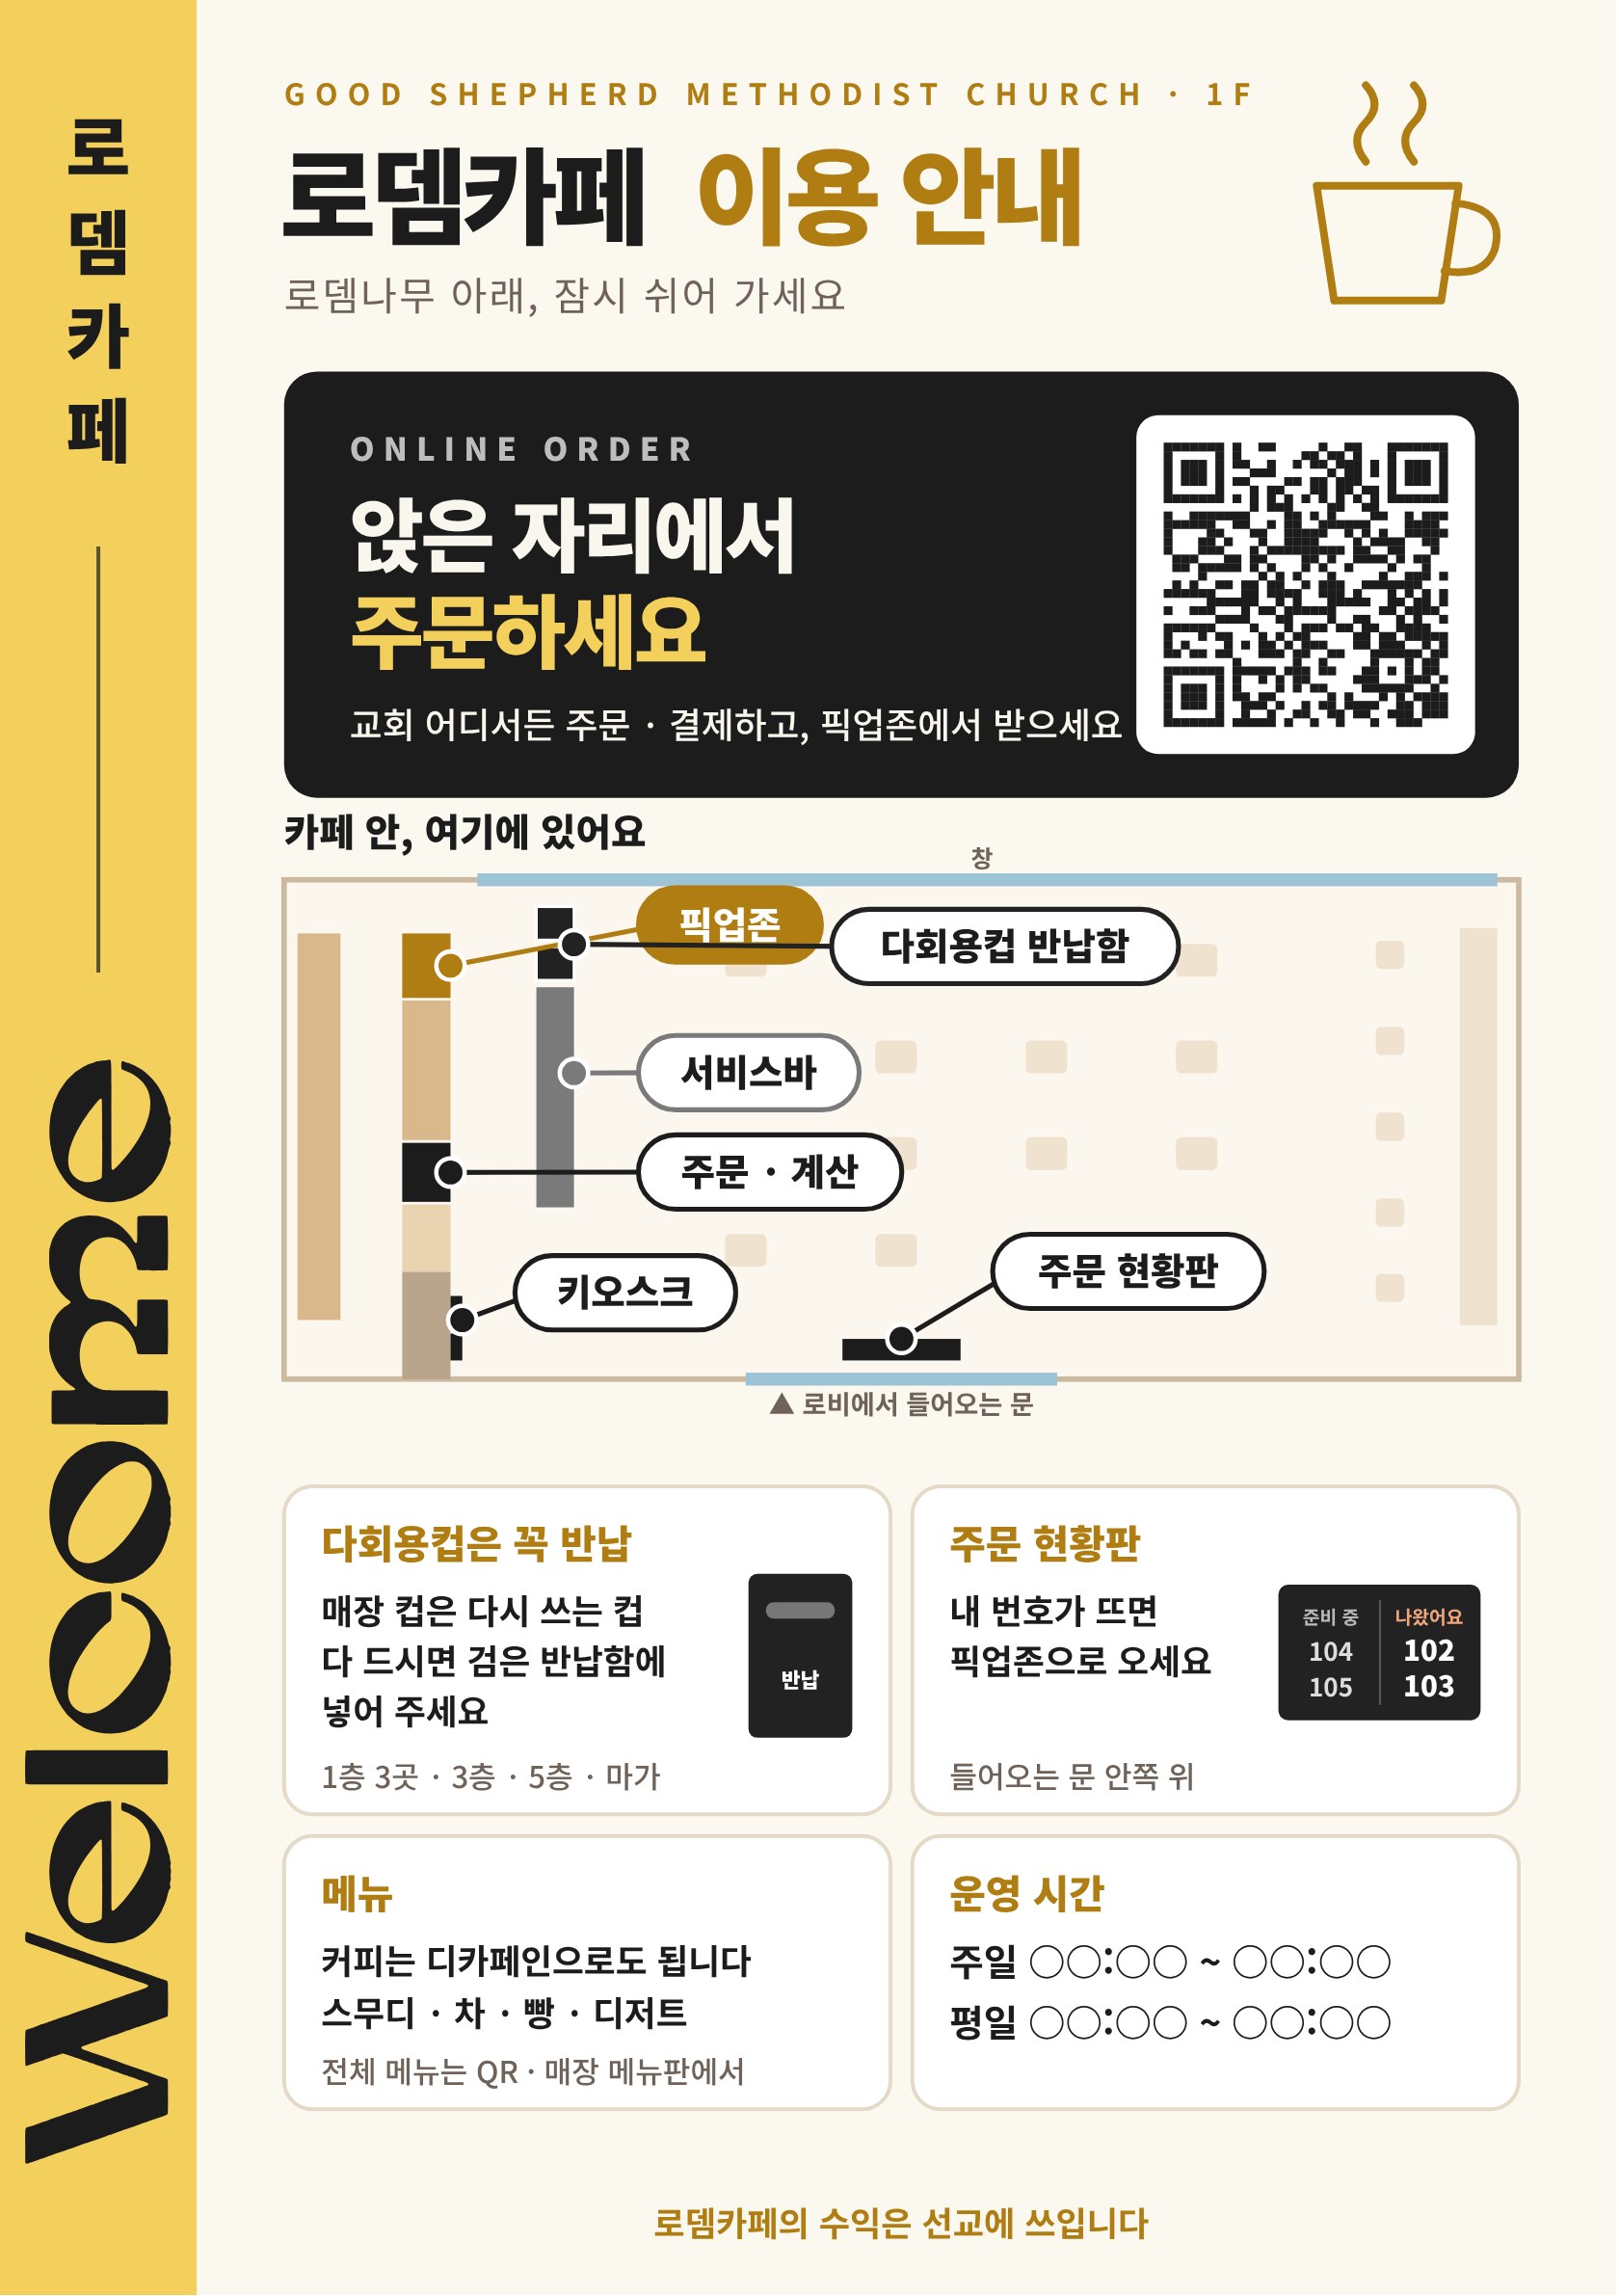 로뎀카페
Welcome
GOOD SHEPHERD METHODIST CHURCH · 1F
로뎀카페 이용 안내
로뎀나무 아래, 잠시 쉬어 가세요
ONLINE ORDER
앉은 자리에서
주문하세요
교회 어디서든 주문 · 결제하고, 픽업존에서 받으세요
카페 안, 여기에 있어요
창
픽업존
다회용컵 반납함
서비스바
주문 · 계산
키오스크
주문 현황판
▲ 로비에서 들어오는 문
다회용컵은 꼭 반납
매장 컵은 다시 쓰는 컵
다 드시면 검은 반납함에
넣어 주세요
반납
1층 3곳 · 3층 · 5층 · 마가
주문 현황판
내 번호가 뜨면
픽업존으로 오세요
준비 중 나왔어요
104 102
105 103
들어오는 문 안쪽 위
메뉴
커피는 디카페인으로도 됩니다
스무디 · 차 · 빵 · 디저트
전체 메뉴는 QR · 매장 메뉴판에서
운영 시간
주일 ○○:○○ ~ ○○:○○
평일 ○○:○○ ~ ○○:○○
로뎀카페의 수익은 선교에 쓰입니다